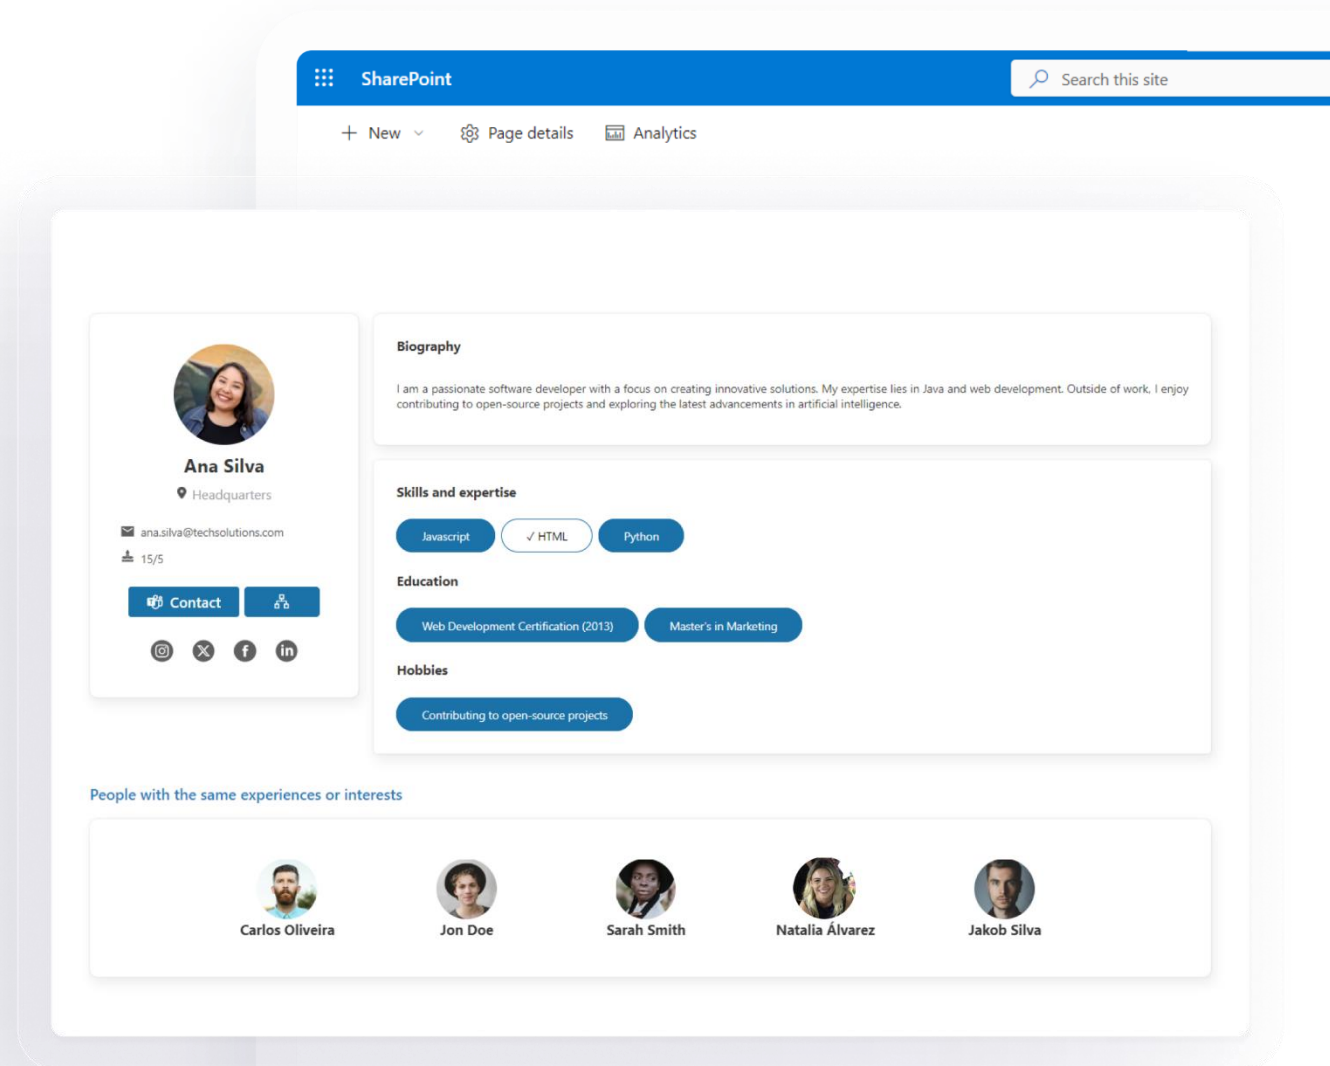 SharePoint
Search this site
New
Page details
Analytics
Ana Silva
Headquarters
ana.silva@techsolutions.com
15/5
Contact
Biography
I am a passionate software developer with a focus on creating innovative solutions. My expertise lies in Java and web development. Outside of work, I enjoy
contributing to open-source projects and exploring the latest advancements in artificial intelligence.
Skills and expertise
Javascript
✓ HTML
Python
Education
Web Development Certification (2013)
Master's in Marketing
Hobbies
Contributing to open-source projects
People with the same experiences or interests
Carlos Oliveira
Jon Doe
Sarah Smith
Natalia Álvarez
Jakob Silva